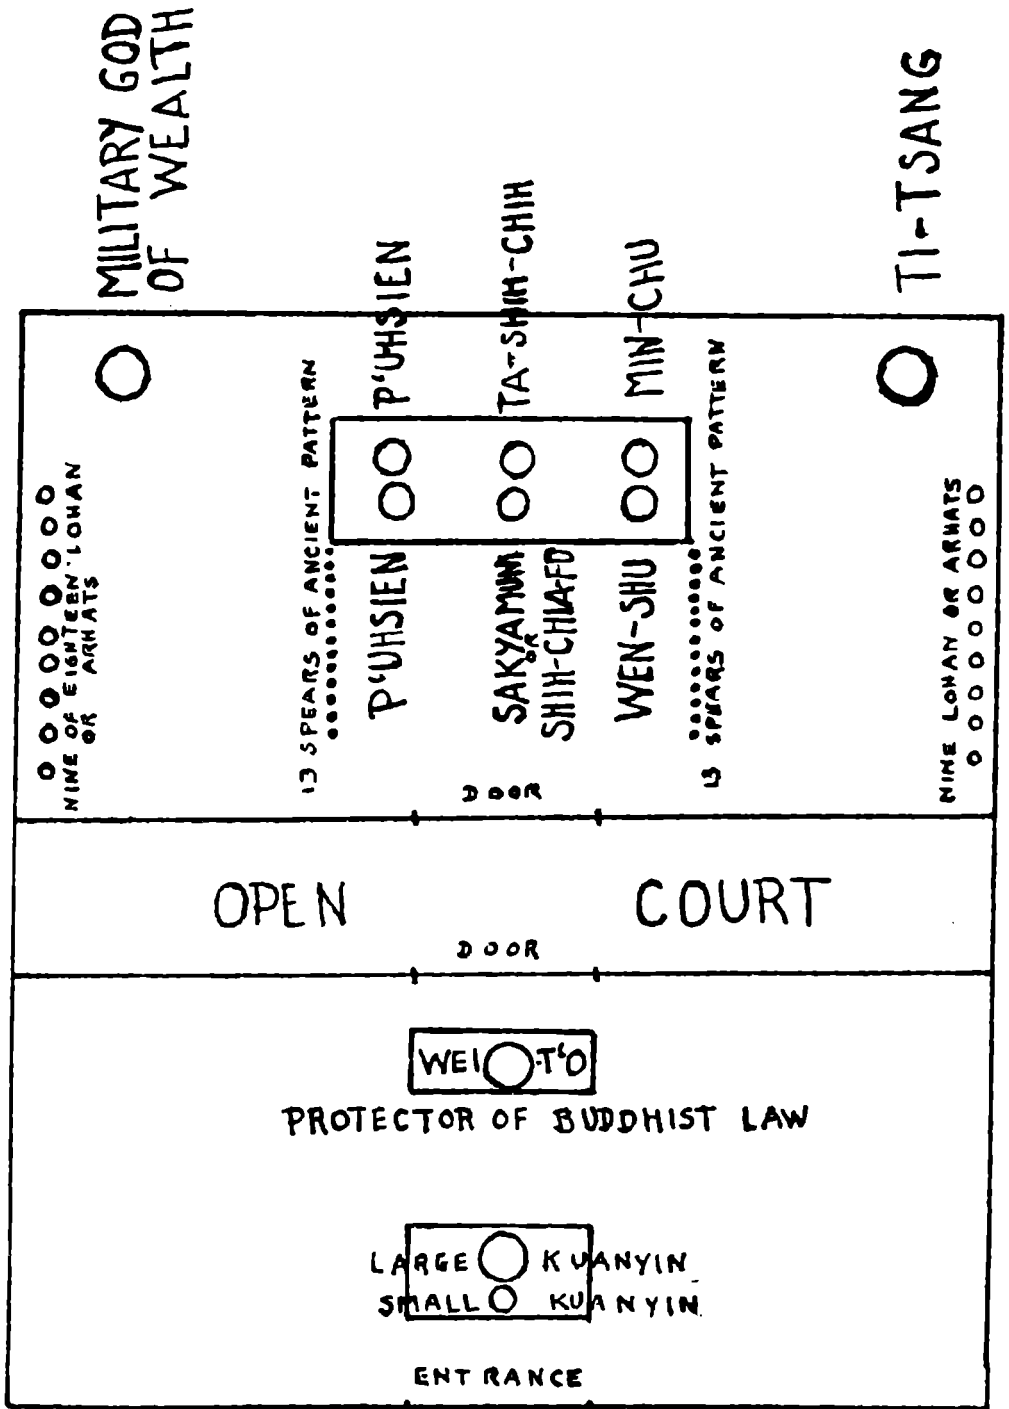 MILITARY GOD
OF WEALTH
TI-TSANG
P'UHSIEN
TA-SHIH-CHIH
MIN-CHU
13 SPEARS OF ANCIENT PATTERN
13 SPEARS OF ANCIENT PATTERN
NINE OF EIGHTEEN LOHAN
OR ARHATS
NINE LOHAN OR ARHATS
P'UHSIEN
SAKYAMUNI
OR
SHIH-CHIA-FO
WEN-SHU
DOOR
OPEN COURT
DOOR
WEI-T'O
PROTECTOR OF BUDDHIST LAW
LARGE KUANYIN
SMALL KUANYIN
ENTRANCE